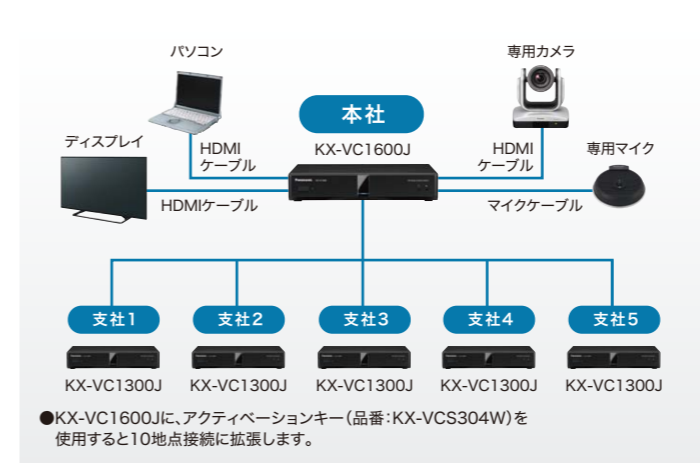 パソコン
専用カメラ
本社
ディスプレイ
HDMI
ケーブル
KX-VC1600J
HDMI
ケーブル
専用マイク
Panasonic
HDMIケーブル
マイクケーブル
支社1
支社2
支社3
支社4
支社5
KX-VC1300J
KX-VC1300J
KX-VC1300J
KX-VC1300J
KX-VC1300J
●KX-VC1600Jに、アクティベーションキー(品番:KX-VCS304W)を
使用すると10地点接続に拡張します。